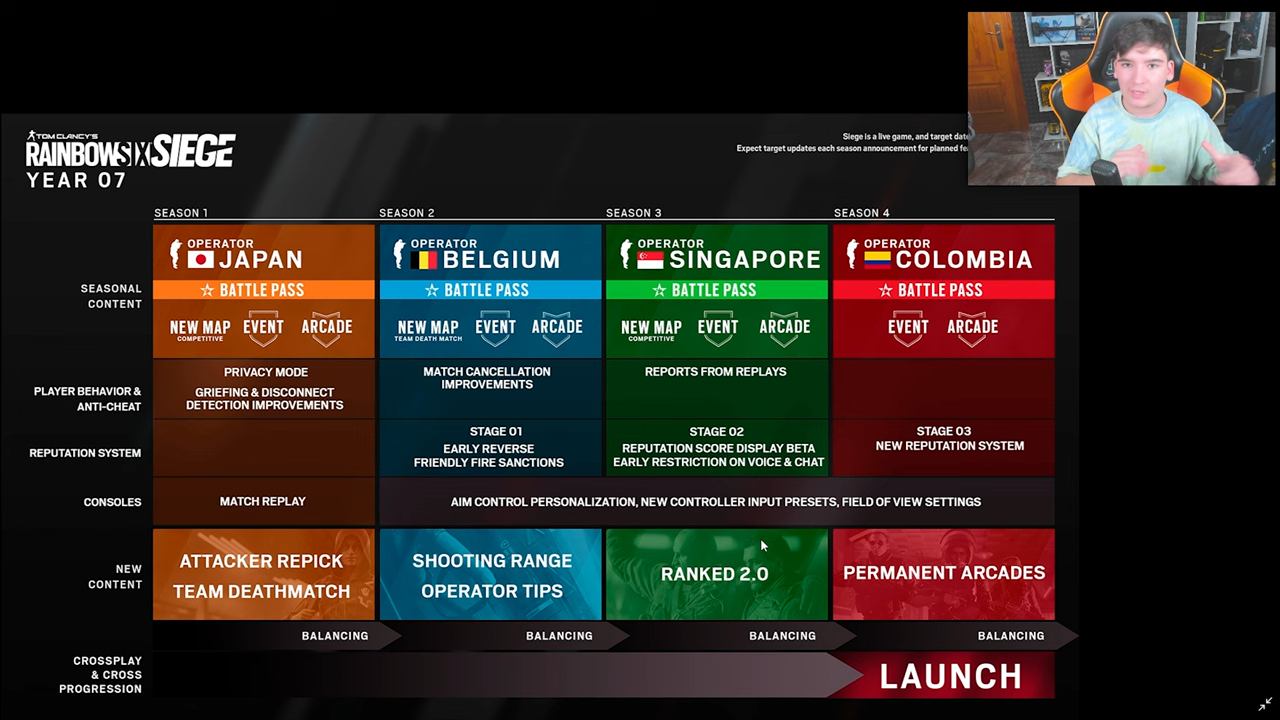 TOM CLANCY'S
RAINBOWSIX SIEGE
YEAR 07
Siege is a live game, and target date
Expect target updates each season announcement for planned fe
SEASON 1
SEASON 2
SEASON 3
SEASON 4
SEASONAL
CONTENT
OPERATOR
JAPAN
BATTLE PASS
NEW MAP
COMPETITIVE
EVENT
ARCADE
OPERATOR
BELGIUM
BATTLE PASS
NEW MAP
TEAM DEATH MATCH
EVENT
ARCADE
OPERATOR
SINGAPORE
BATTLE PASS
NEW MAP
COMPETITIVE
EVENT
ARCADE
OPERATOR
COLOMBIA
BATTLE PASS
EVENT
ARCADE
PLAYER BEHAVIOR &
ANTI-CHEAT
PRIVACY MODE
GRIEFING & DISCONNECT
DETECTION IMPROVEMENTS
MATCH CANCELLATION
IMPROVEMENTS
REPORTS FROM REPLAYS
REPUTATION SYSTEM
STAGE 01
EARLY REVERSE
FRIENDLY FIRE SANCTIONS
STAGE 02
REPUTATION SCORE DISPLAY BETA
EARLY RESTRICTION ON VOICE & CHAT
STAGE 03
NEW REPUTATION SYSTEM
CONSOLES
MATCH REPLAY
AIM CONTROL PERSONALIZATION, NEW CONTROLLER INPUT PRESETS, FIELD OF VIEW SETTINGS
NEW
CONTENT
ATTACKER REPICK
TEAM DEATHMATCH
SHOOTING RANGE
OPERATOR TIPS
RANKED 2.0
PERMANENT ARCADES
BALANCING
BALANCING
BALANCING
BALANCING
CROSSPLAY
& CROSS
PROGRESSION
LAUNCH